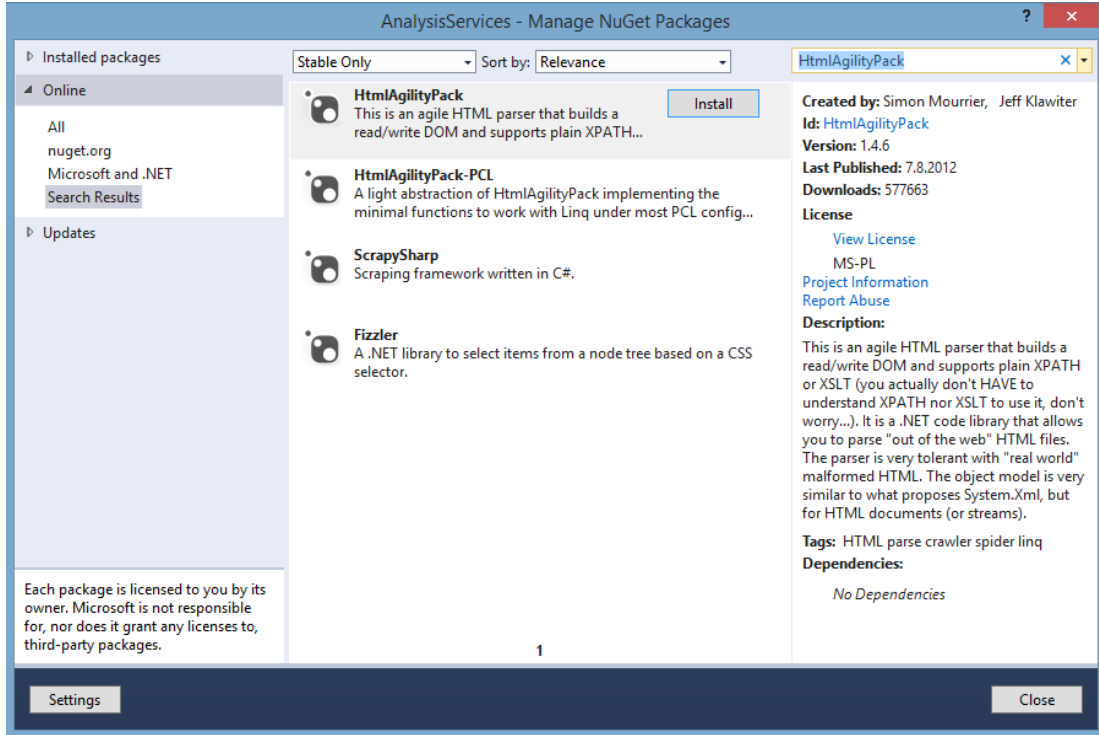 AnalysisServices - Manage NuGet Packages
?
×
Installed packages
Online
All
nuget.org
Microsoft and .NET
Search Results
Updates
Each package is licensed to you by its
owner. Microsoft is not responsible
for, nor does it grant any licenses to,
third-party packages.
Stable Only
Sort by: Relevance
HtmlAgilityPack
This is an agile HTML parser that builds a
read/write DOM and supports plain XPATH...
Install
HtmlAgilityPack-PCL
A light abstraction of HtmlAgilityPack implementing the
minimal functions to work with Linq under most PCL config...
ScrapySharp
Scraping framework written in C#.
Fizzler
A .NET library to select items from a node tree based on a CSS
selector.
1
HtmlAgilityPack
×
Created by: Simon Mourrier, Jeff Klawiter
Id: HtmlAgilityPack
Version: 1.4.6
Last Published: 7.8.2012
Downloads: 577663
License
View License
MS-PL
Project Information
Report Abuse
Description:
This is an agile HTML parser that builds a
read/write DOM and supports plain XPATH
or XSLT (you actually don't HAVE to
understand XPATH nor XSLT to use it, don't
worry...). It is a .NET code library that allows
you to parse "out of the web" HTML files.
The parser is very tolerant with "real world"
malformed HTML. The object model is very
similar to what proposes System.Xml, but
for HTML documents (or streams).
Tags: HTML parse crawler spider linq
Dependencies:
No Dependencies
Settings
Close